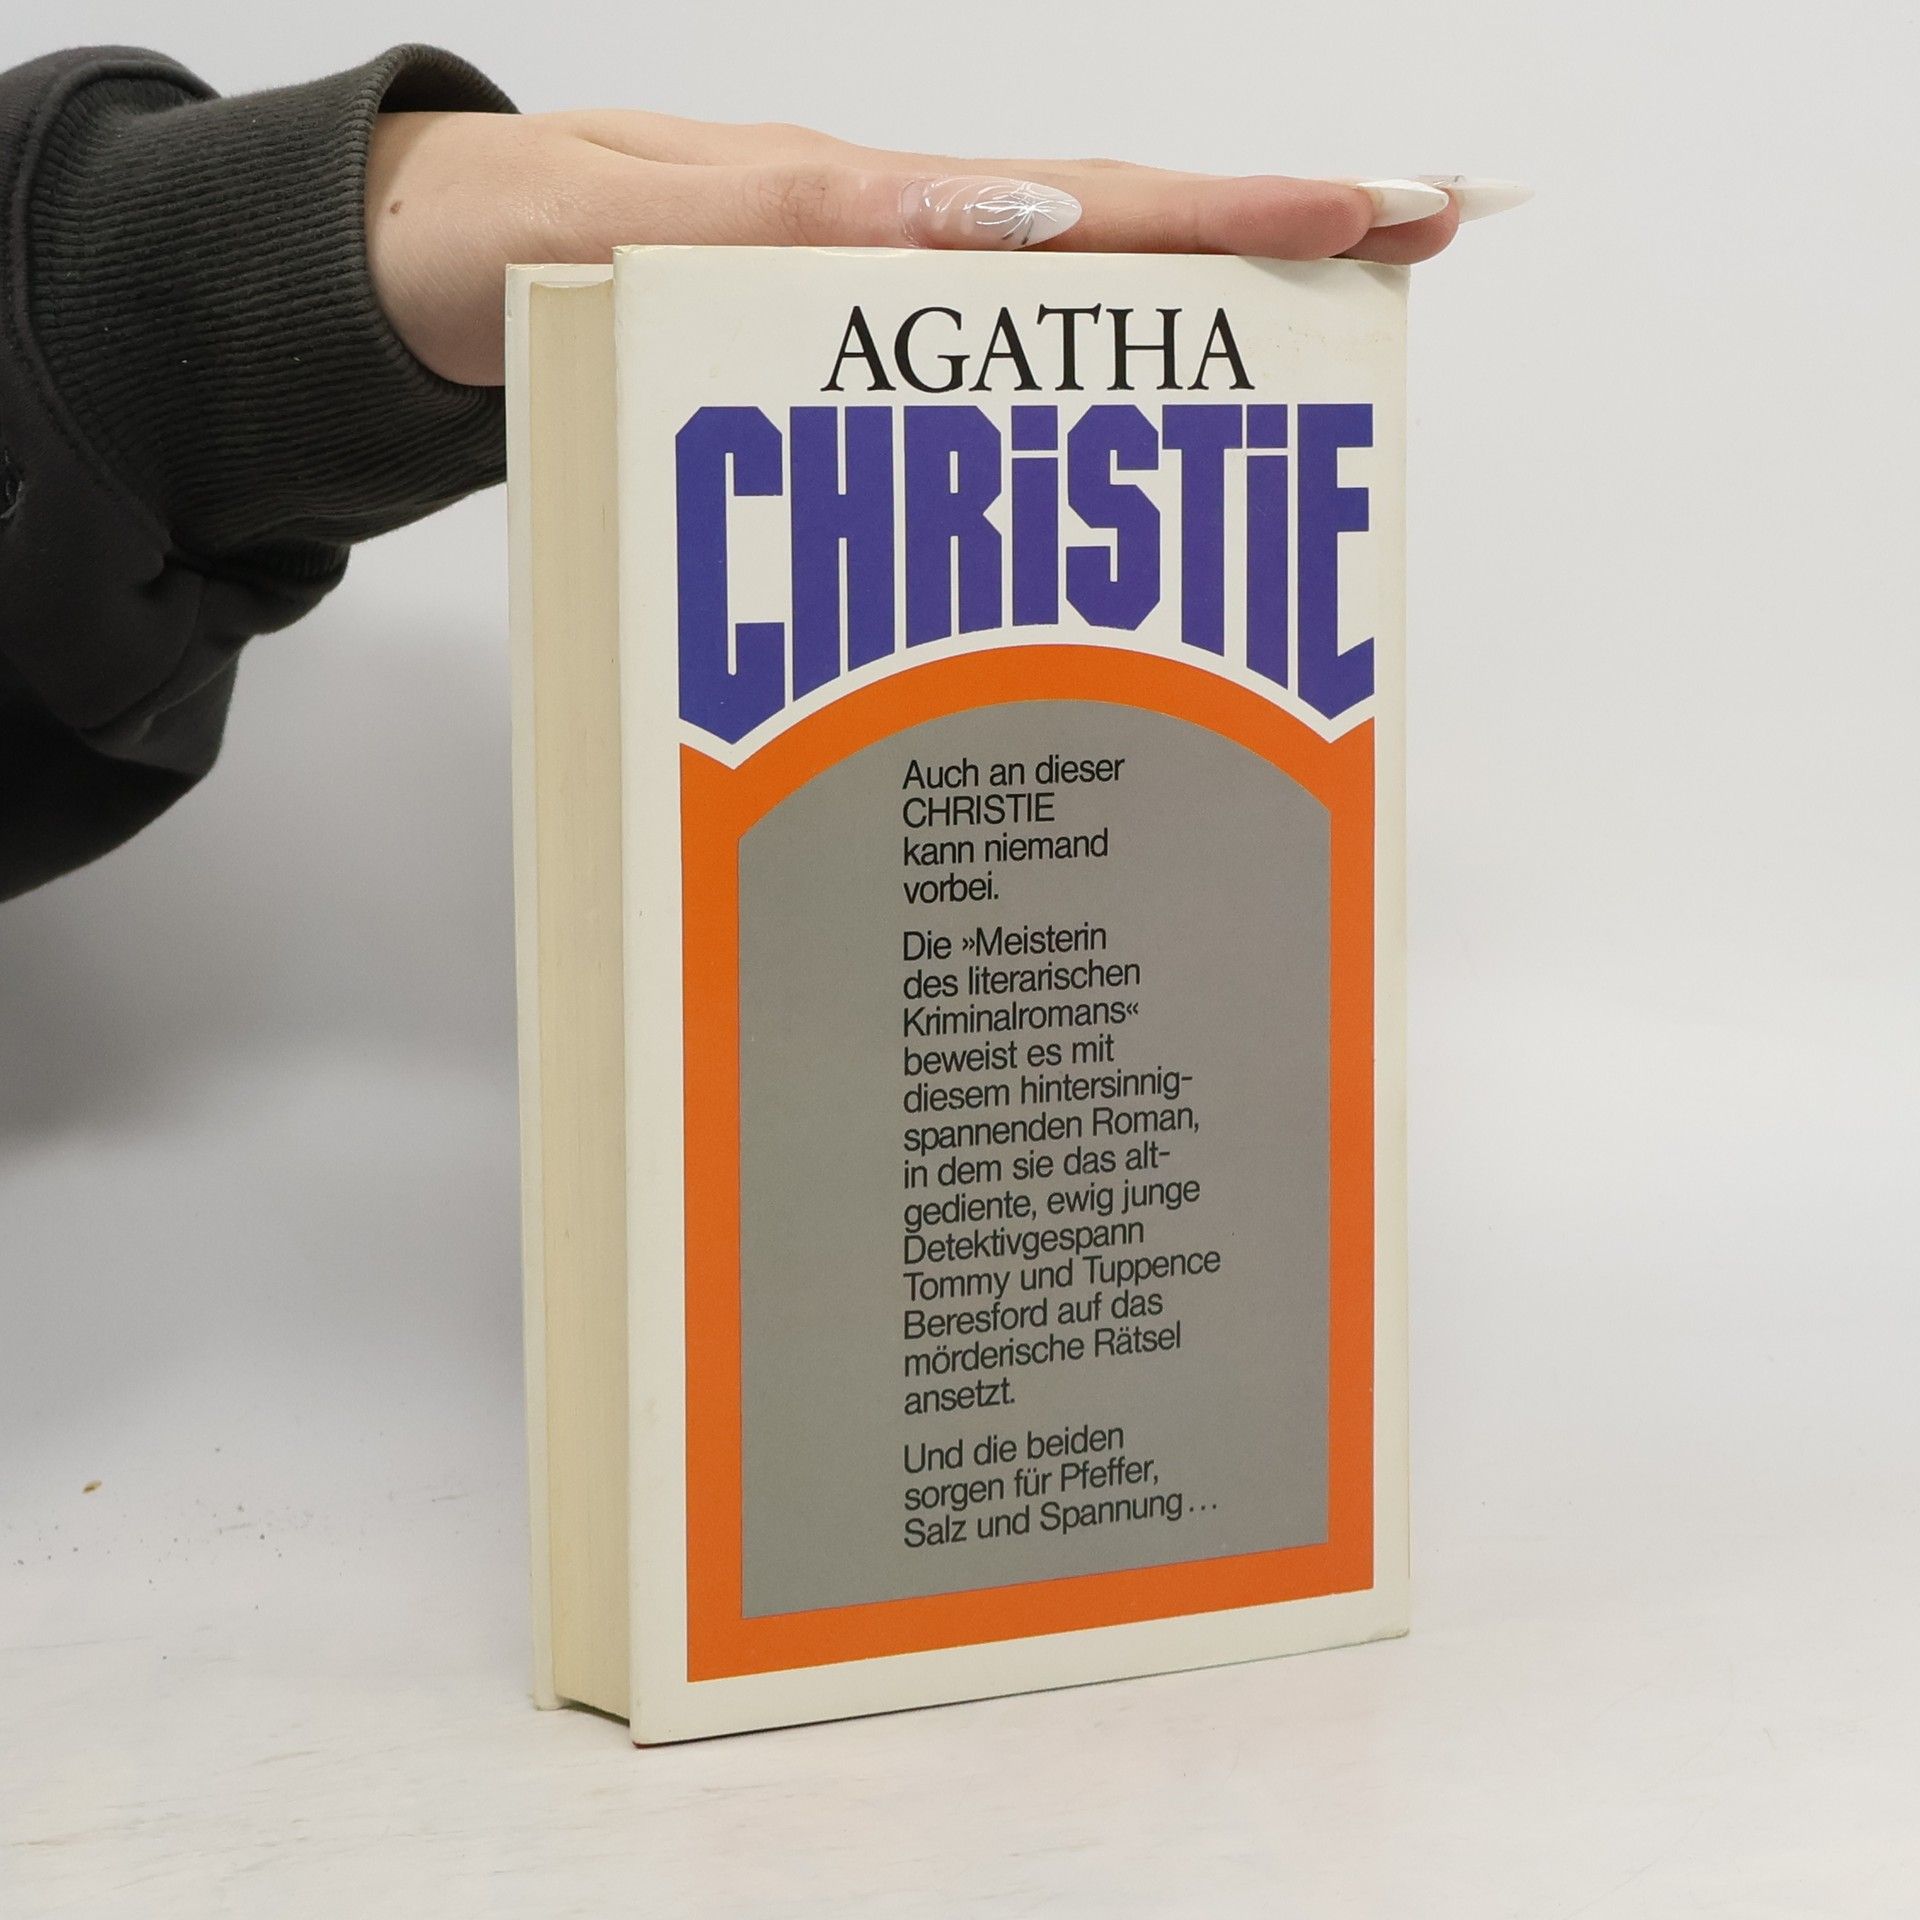 AGATHA
CHRiSTiE
Auch an dieser
CHRISTIE
kann niemand
vorbei.
Die »Meisterin
des literarischen
Kriminalromans«
beweist es mit
diesem hintersinnig-
spannenden Roman,
in dem sie das alt-
gediente, ewig junge
Detektivgespann
Tommy und Tuppence
Beresford auf das
mörderische Rätsel
ansetzt.
Und die beiden
sorgen für Pfeffer,
Salz und Spannung...